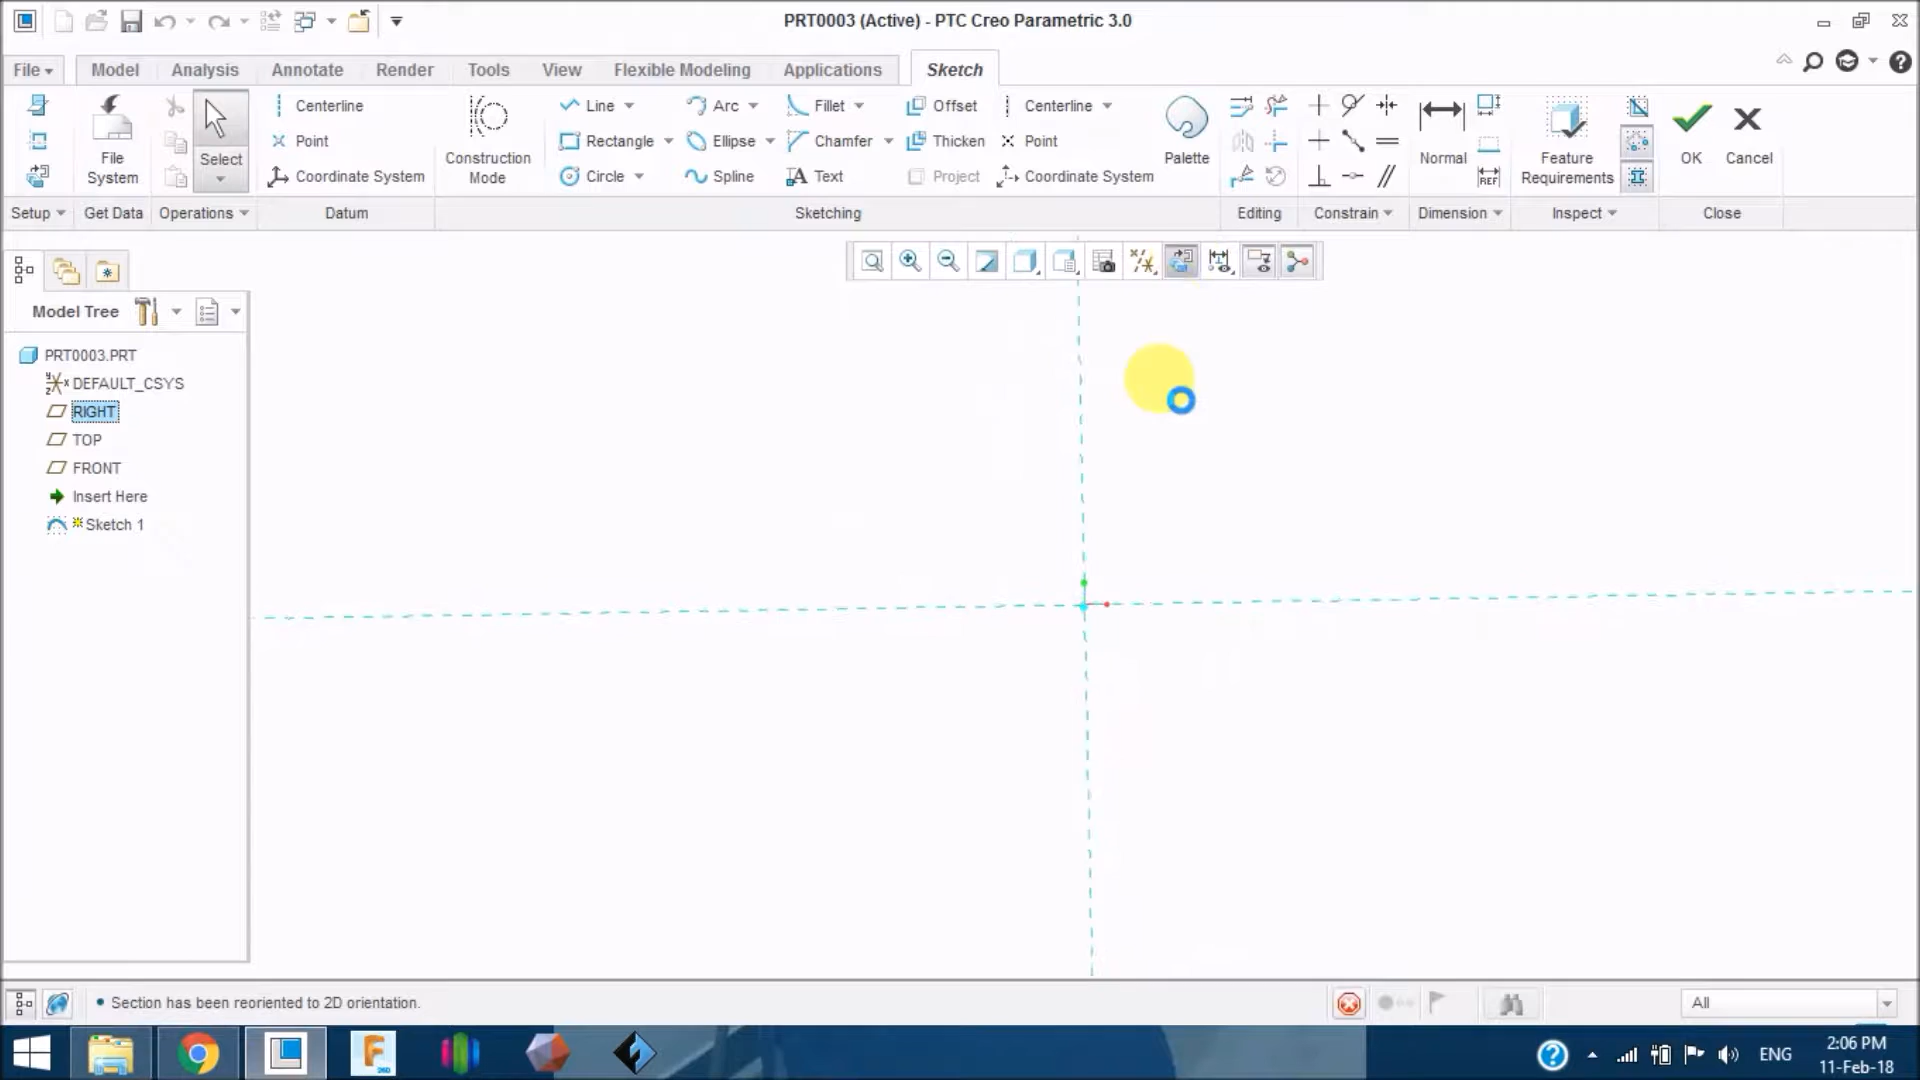 PRT0003 (Active) - PTC Creo Parametric 3.0
File Model Analysis Annotate Render Tools View Flexible Modeling Applications Sketch
Centerline Line Arc Fillet Offset Centerline
Point Rectangle Ellipse Chamfer Thicken Point
Coordinate System Circle Spline Text Project Coordinate System
File System
Select
Construction Mode
Palette
Normal
REF
Feature Requirements
OK
Cancel
Setup Get Data Operations Datum Sketching Editing Constrain Dimension Inspect Close
Model Tree
PRT0003.PRT
DEFAULT_CSYS
RIGHT
TOP
FRONT
Insert Here
Sketch 1
Section has been reoriented to 2D orientation.
All
ENG
2:06 PM
11-Feb-18